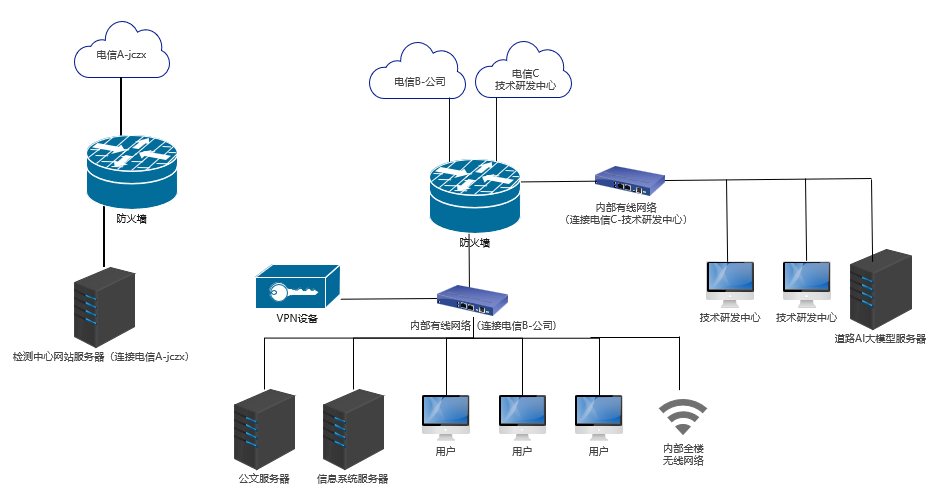 电信A-jczx
电信B-公司
电信C
技术研发中心
防火墙
防火墙
内部有线网络
（连接电信C-技术研发中心）
VPN设备
内部有线网络（连接电信B-公司）
技术研发中心
技术研发中心
道路AI大模型服务器
检测中心网站服务器（连接电信A-jczx）
公文服务器
信息系统服务器
用户
用户
用户
内部全楼
无线网络